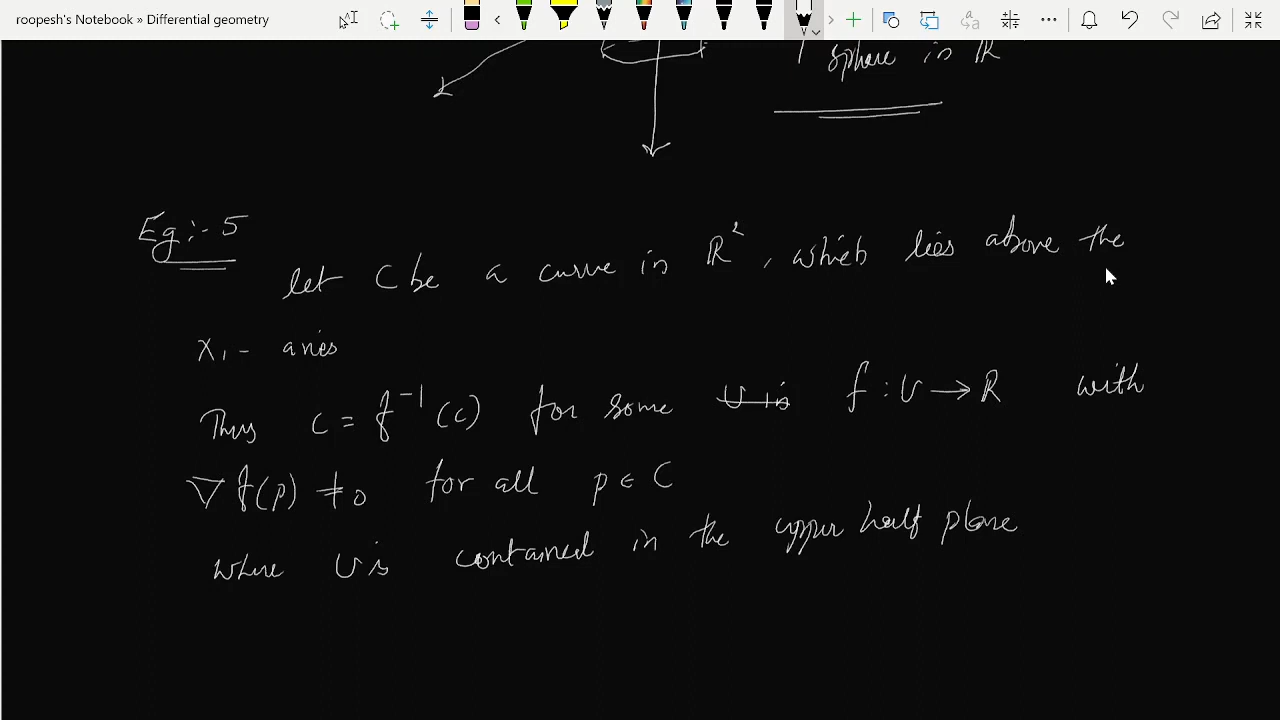 roopesh's Notebook » Differential geometry
sphere in R
Eg:- 5
let C be a curve in R², which lies above the
x₁ - axies
Thus C = f⁻¹(c) for some U is f : U → R with
∇f(p) ≠ 0 for all p ∈ C
where U is contained in the upper half plane